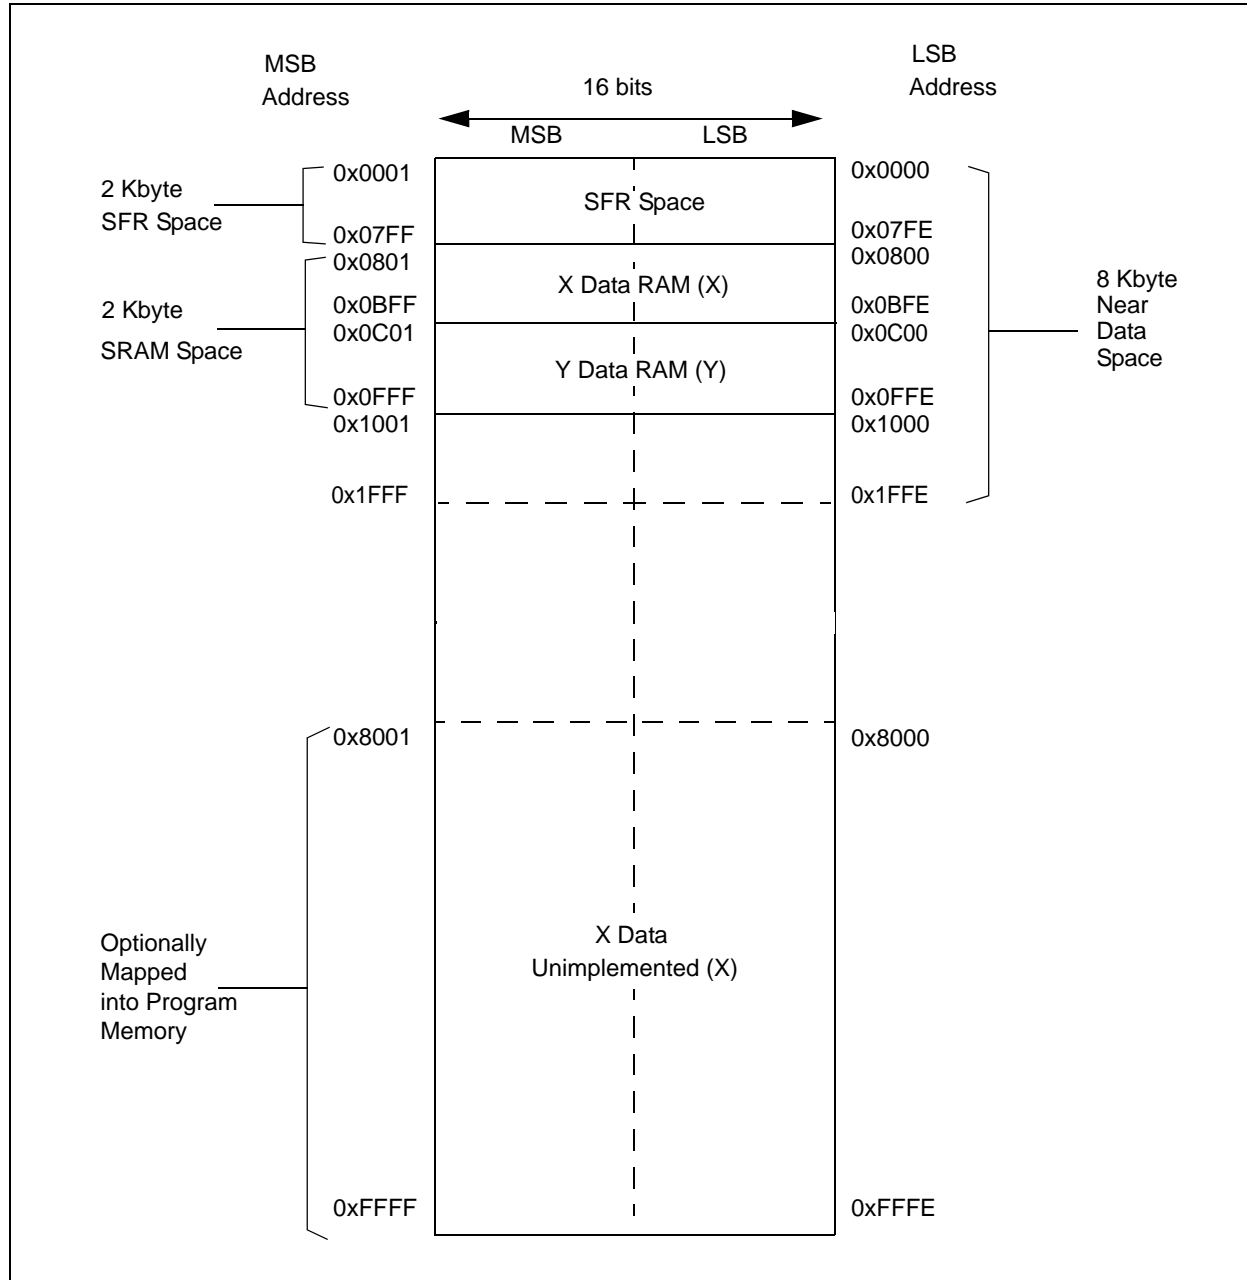 MSB
Address
LSB
Address
16 bits
MSB
LSB
0x0001
0x0000
2 Kbyte
SFR Space
SFR Space
0x07FF
0x07FE
0x0801
0x0800
X Data RAM (X)
8 Kbyte
Near
Data
Space
2 Kbyte
SRAM Space
0x0BFF
0x0BFE
0x0C01
0x0C00
Y Data RAM (Y)
0x0FFF
0x0FFE
0x1001
0x1000
0x1FFF
0x1FFE
0x8001
0x8000
Optionally
Mapped
into Program
Memory
X Data
Unimplemented (X)
0xFFFF
0xFFFE